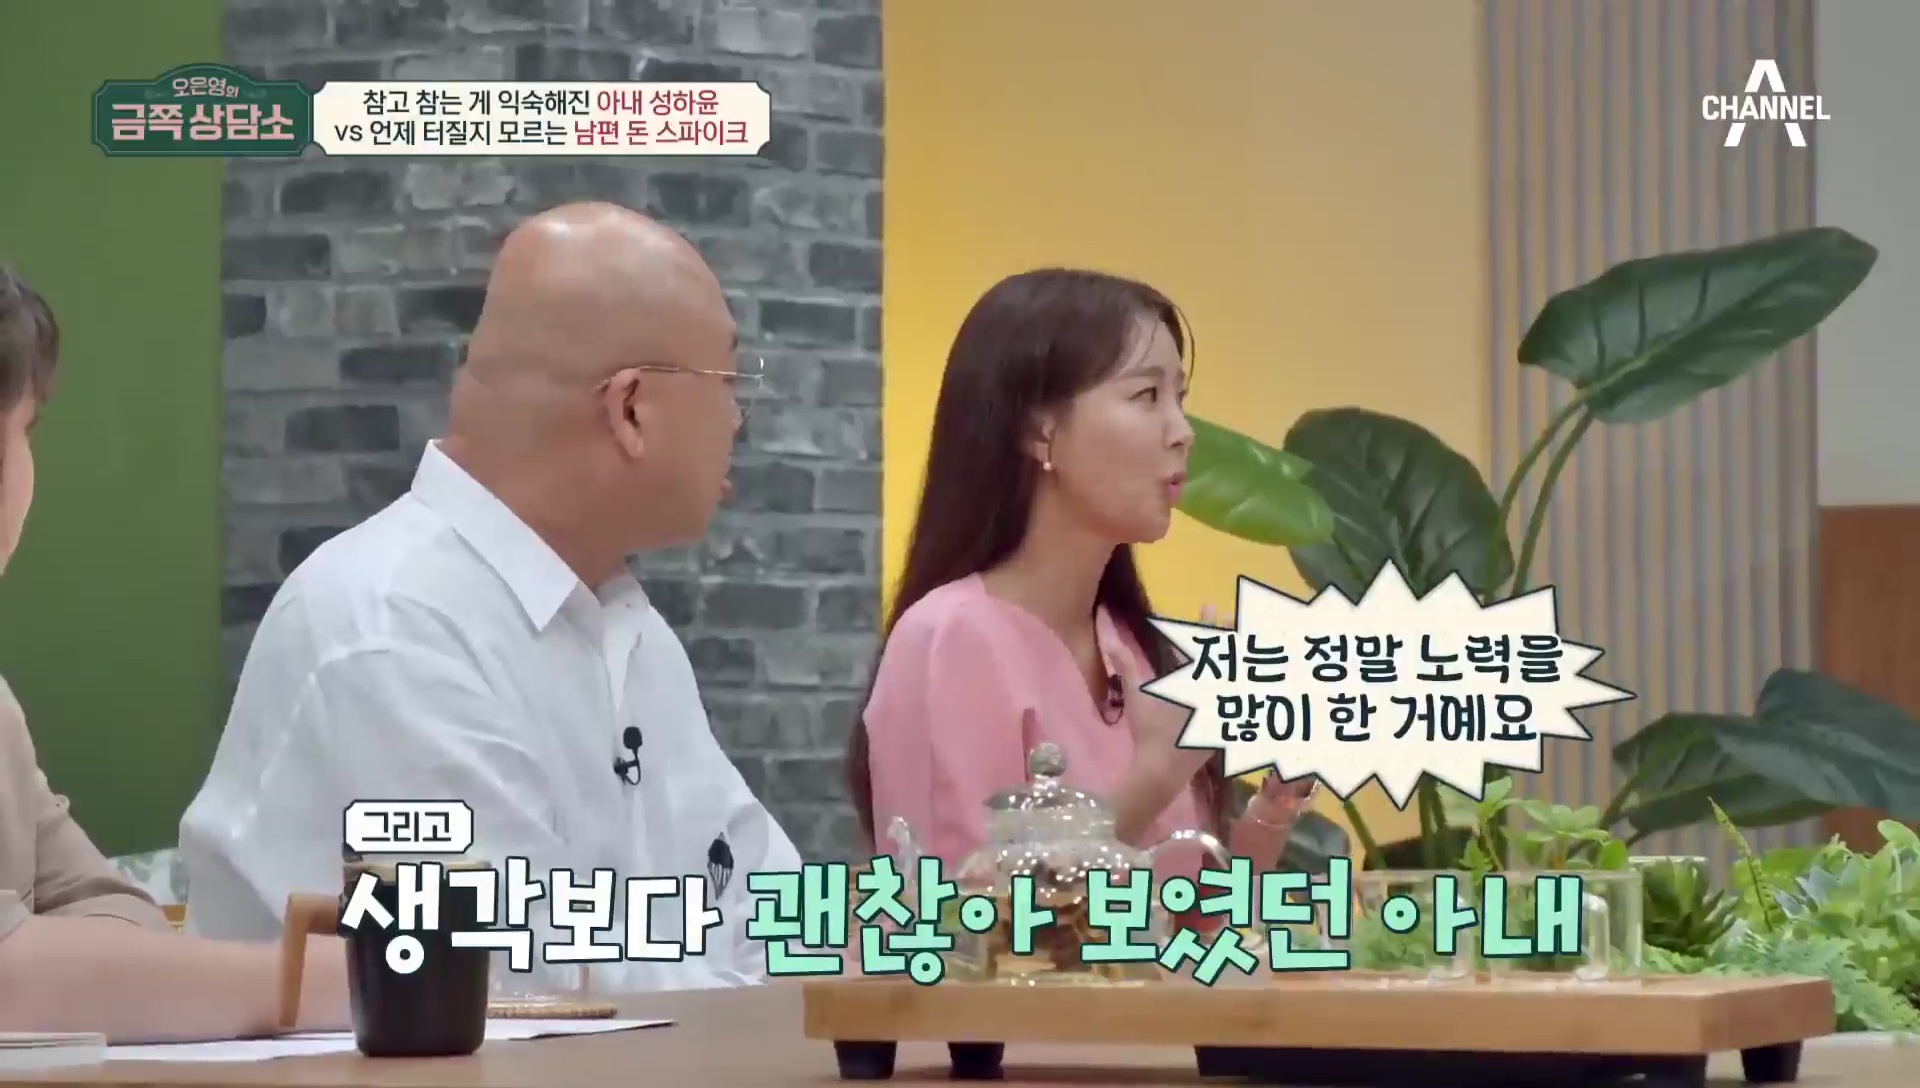 오은영의
금쪽 상담소
참고 참는 게 익숙해진 아내 성하윤
vs 언제 터질지 모르는 남편 돈 스파이크
CHANNEL A
저는 정말 노력을
많이 한 거예요
그리고
생각보다 괜찮아 보였던 아내